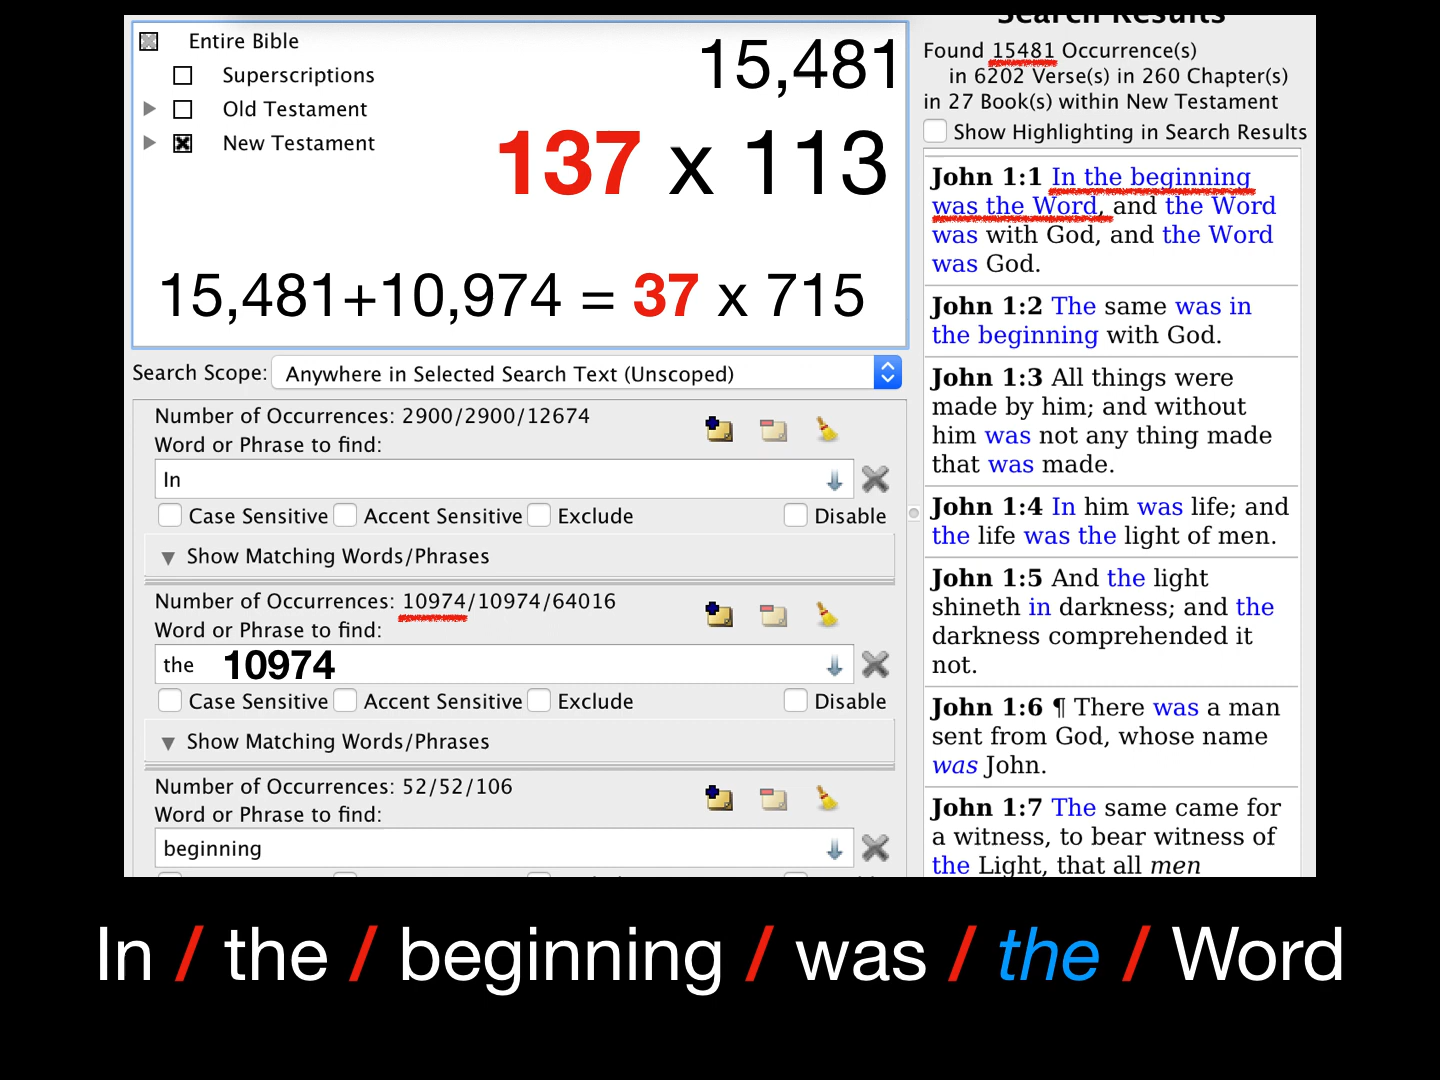 Entire Bible
Superscriptions
Old Testament
New Testament
15,481
137 x 113
15,481+10,974 = 37 x 715
Search Scope: Anywhere in Selected Search Text (Unscoped)
Number of Occurrences: 2900/2900/12674
Word or Phrase to find:
In
Case Sensitive Accent Sensitive Exclude Disable
Show Matching Words/Phrases
Number of Occurrences: 10974/10974/64016
Word or Phrase to find:
the 10974
Case Sensitive Accent Sensitive Exclude Disable
Show Matching Words/Phrases
Number of Occurrences: 52/52/106
Word or Phrase to find:
beginning
Search Results
Found 15481 Occurrence(s)
in 6202 Verse(s) in 260 Chapter(s)
in 27 Book(s) within New Testament
Show Highlighting in Search Results
John 1:1 In the beginning
was the Word, and the Word
was with God, and the Word
was God.
John 1:2 The same was in
the beginning with God.
John 1:3 All things were
made by him; and without
him was not any thing made
that was made.
John 1:4 In him was life; and
the life was the light of men.
John 1:5 And the light
shineth in darkness; and the
darkness comprehended it
not.
John 1:6 ¶ There was a man
sent from God, whose name
was John.
John 1:7 The same came for
a witness, to bear witness of
the Light, that all men
In / the / beginning / was / the / Word